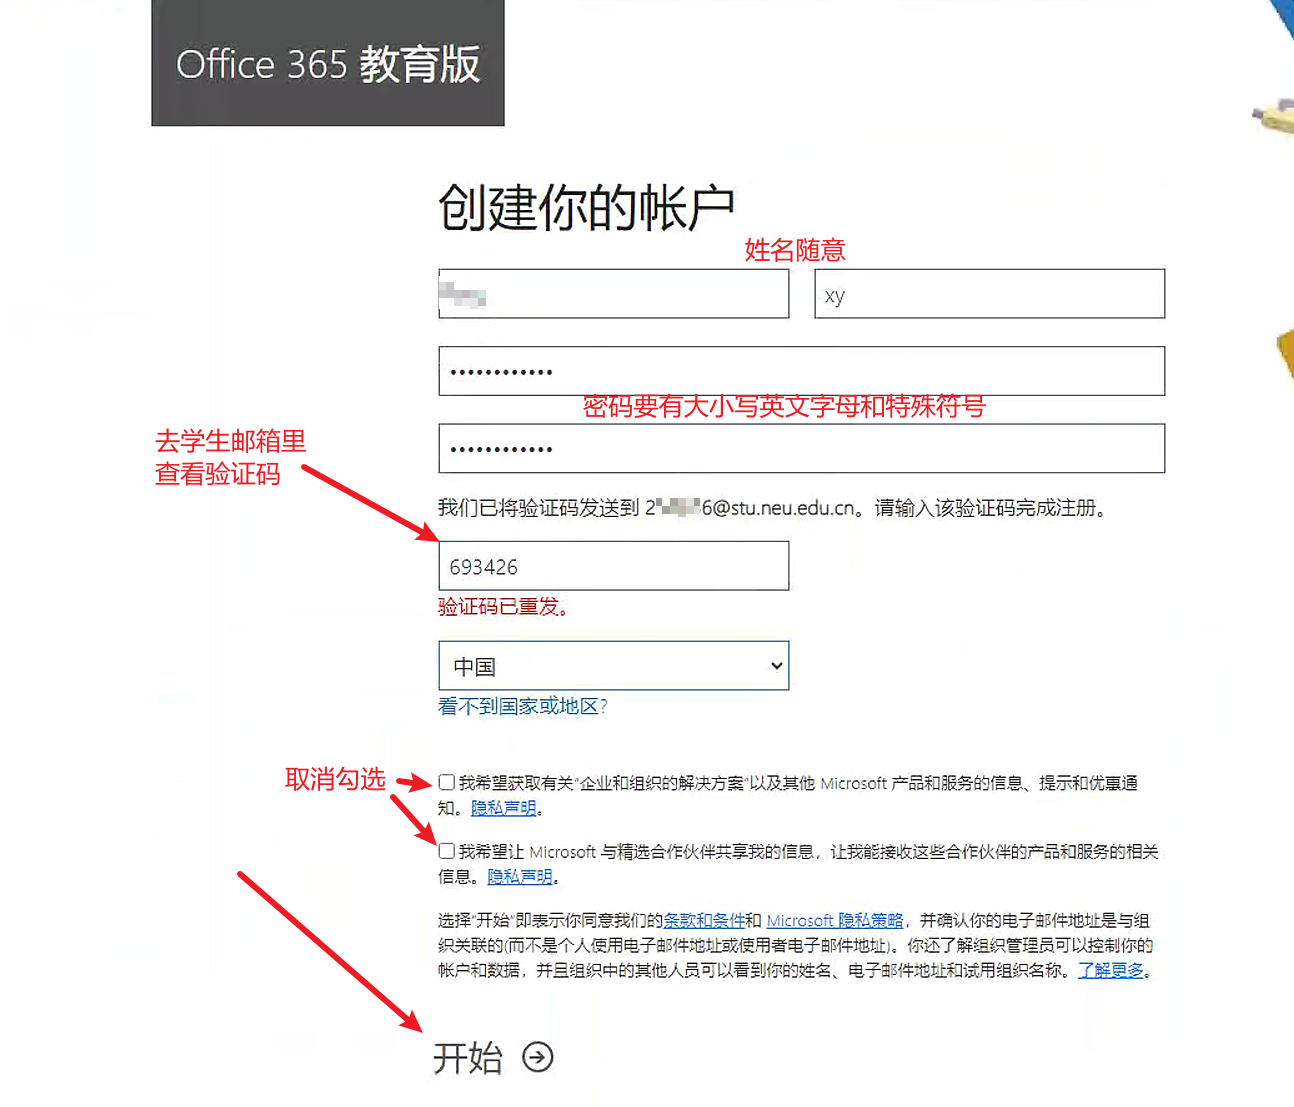 Office 365 教育版
创建你的帐户
姓名随意
xy
••••••••••••
密码要有大小写英文字母和特殊符号
••••••••••••
去学生邮箱里
查看验证码
我们已将验证码发送到 2 6@stu.neu.edu.cn。请输入该验证码完成注册。
693426
验证码已重发。
中国
看不到国家或地区?
取消勾选
我希望获取有关“企业和组织的解决方案”以及其他 Microsoft 产品和服务的信息、提示和优惠通
知。隐私声明。
我希望让 Microsoft 与精选合作伙伴共享我的信息，让我能接收这些合作伙伴的产品和服务的相关
信息。隐私声明。
选择“开始”即表示你同意我们的条款和条件和 Microsoft 隐私策略，并确认你的电子邮件地址是与组
织关联的(而不是个人使用电子邮件地址或使用者电子邮件地址)。你还了解组织管理员可以控制你的
帐户和数据，并且组织中的其他人员可以看到你的姓名、电子邮件地址和试用组织名称。了解更多。
开始